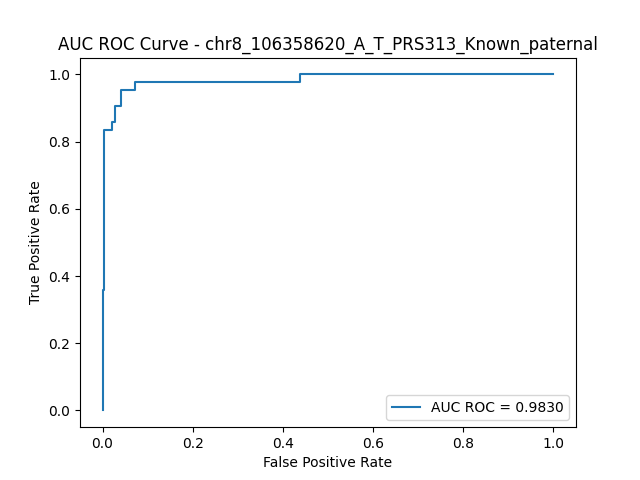 AUC ROC Curve - chr8_106358620_A_T_PRS313_Known_paternal
1.0
0.8
0.6
0.4
0.2
0.0
True Positive Rate
AUC ROC = 0.9830
0.0 0.2 0.4 0.6 0.8 1.0
False Positive Rate